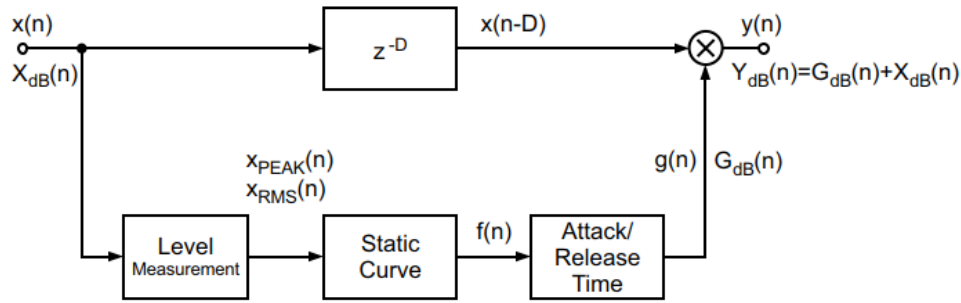 x(n)
X_dB(n)
z^-D
x(n-D)
y(n)
Y_dB(n)=G_dB(n)+X_dB(n)
x_PEAK(n)
x_RMS(n)
g(n)
G_dB(n)
Level
Measurement
Static
Curve
f(n)
Attack/
Release
Time